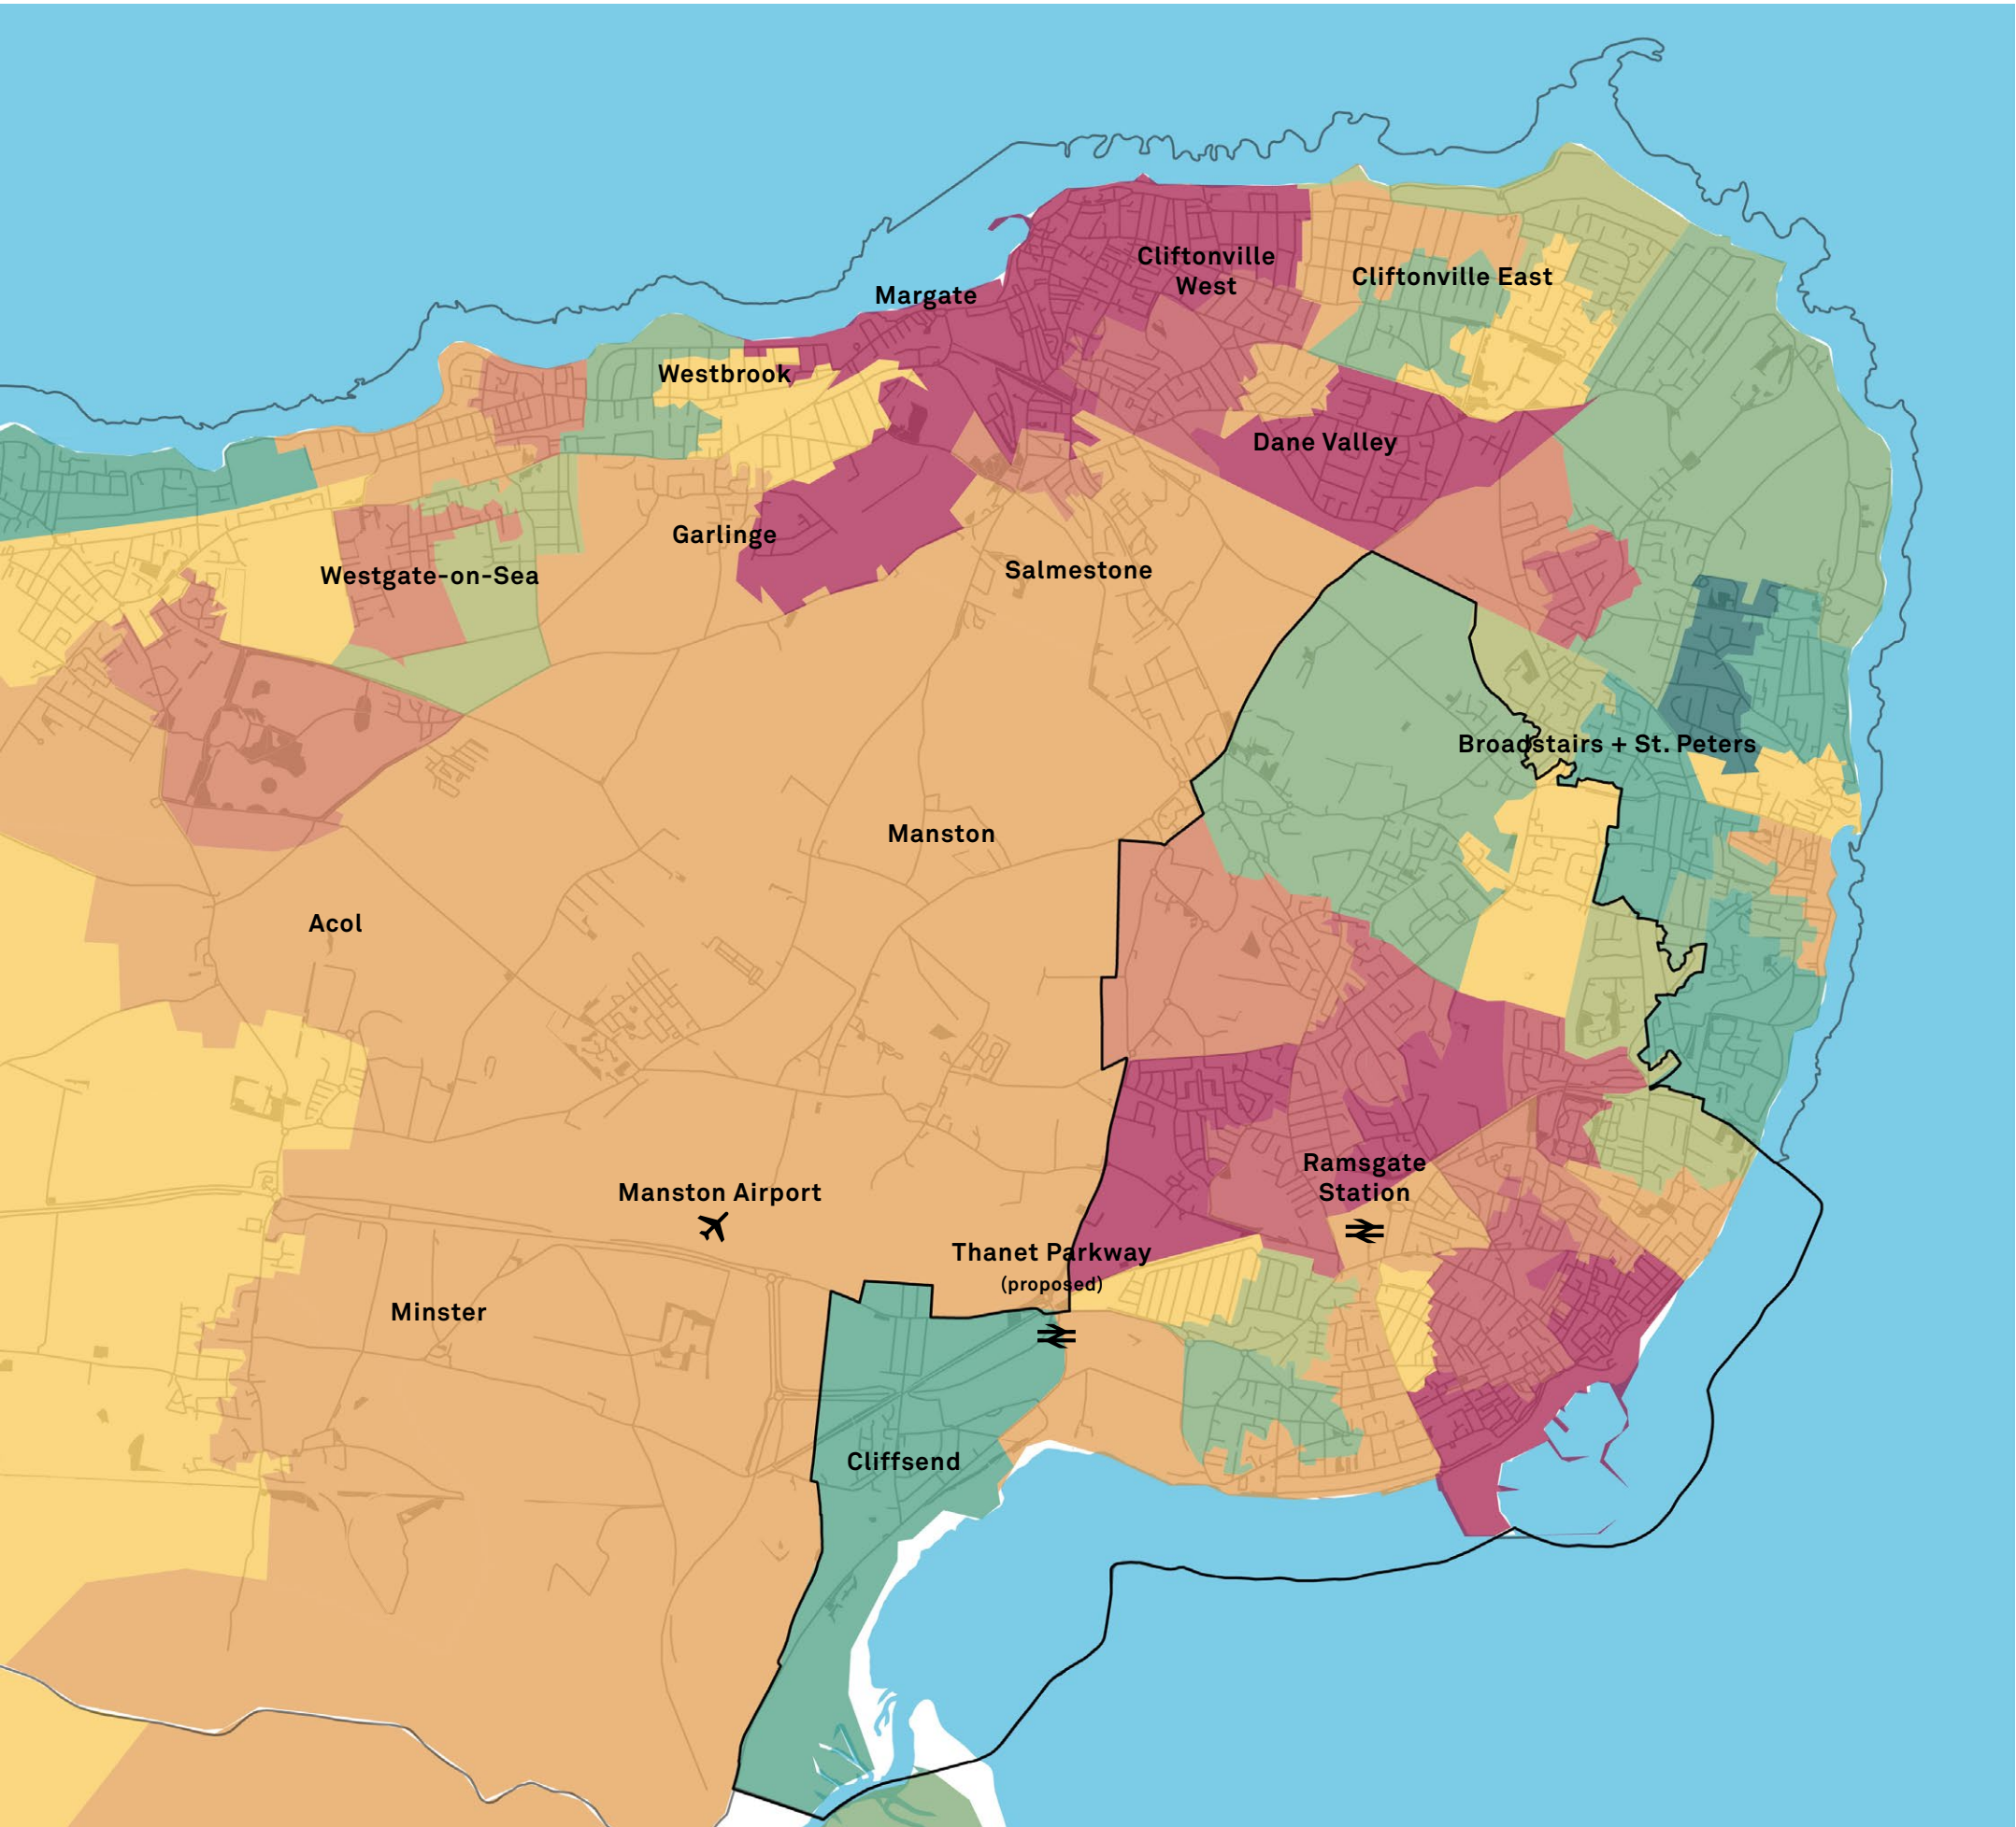 Cliftonville
West
Cliftonville East
Margate
Westbrook
Dane Valley
Garlinge
Salmestone
Westgate-on-Sea
Broadstairs + St. Peters
Manston
Acol
Ramsgate
Station
Manston Airport
Thanet Parkway
(proposed)
Minster
Cliffsend